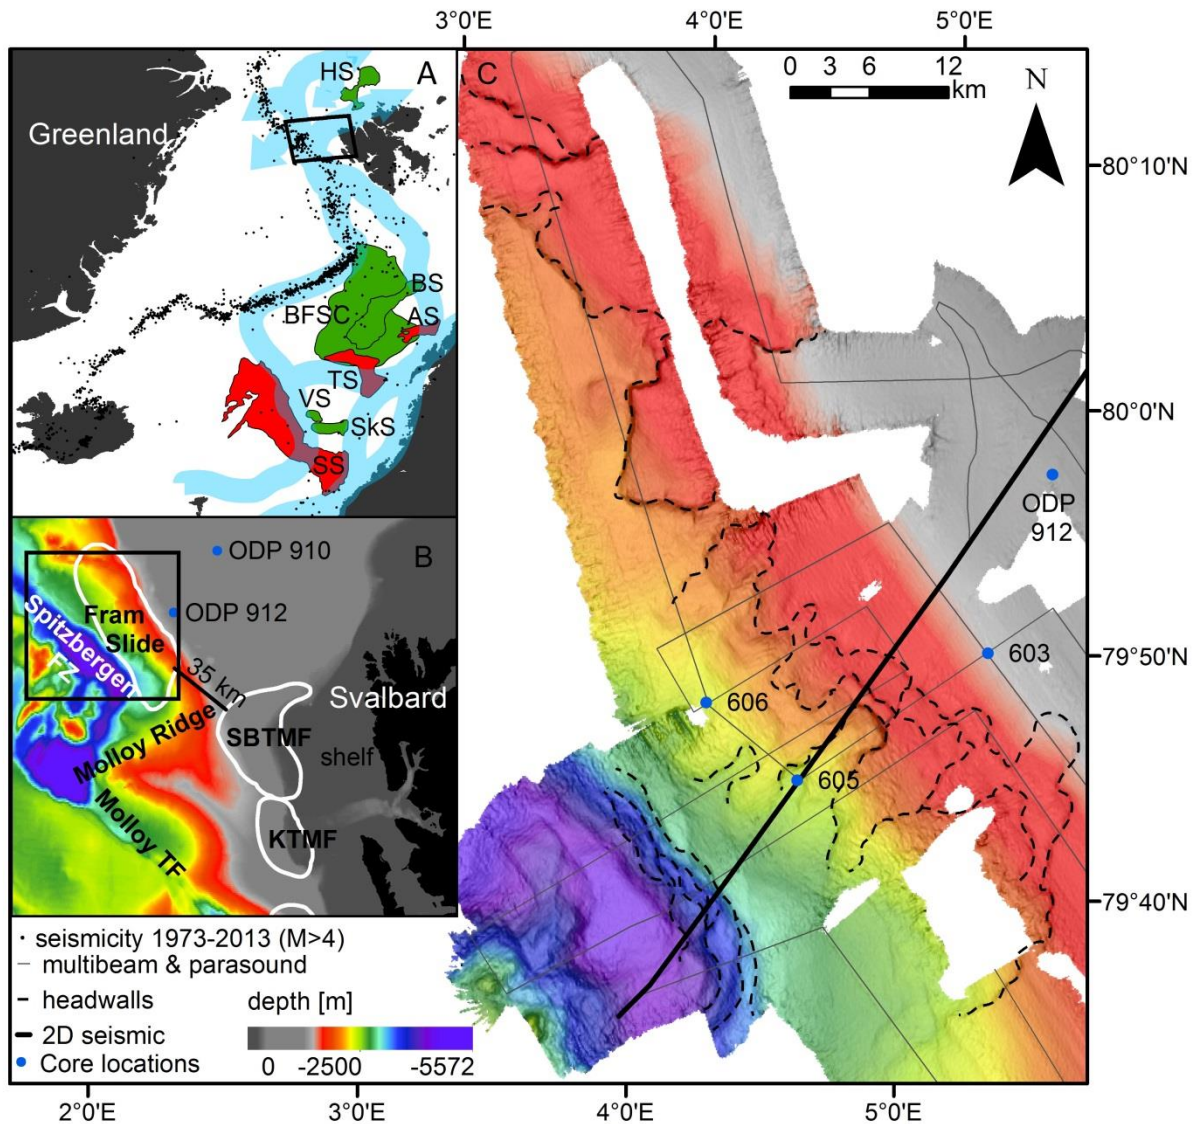 3°0'E
4°0'E
5°0'E
A
HS
Greenland
BS
BFSC
AS
TS
VS
SkS
SS
B
ODP 910
ODP 912
Fram
Slide
Spitzbergen
FZ
35 km
Svalbard
Molloy Ridge
SBTMF
shelf
Molloy TF
KTMF
C
0 3 6 12
km
N
80°10'N
80°0'N
ODP
912
79°50'N
603
606
605
79°40'N
seismicity 1973-2013 (M>4)
multibeam & parasound
headwalls
2D seismic
Core locations
depth [m]
0 -2500 -5572
2°0'E
3°0'E
4°0'E
5°0'E